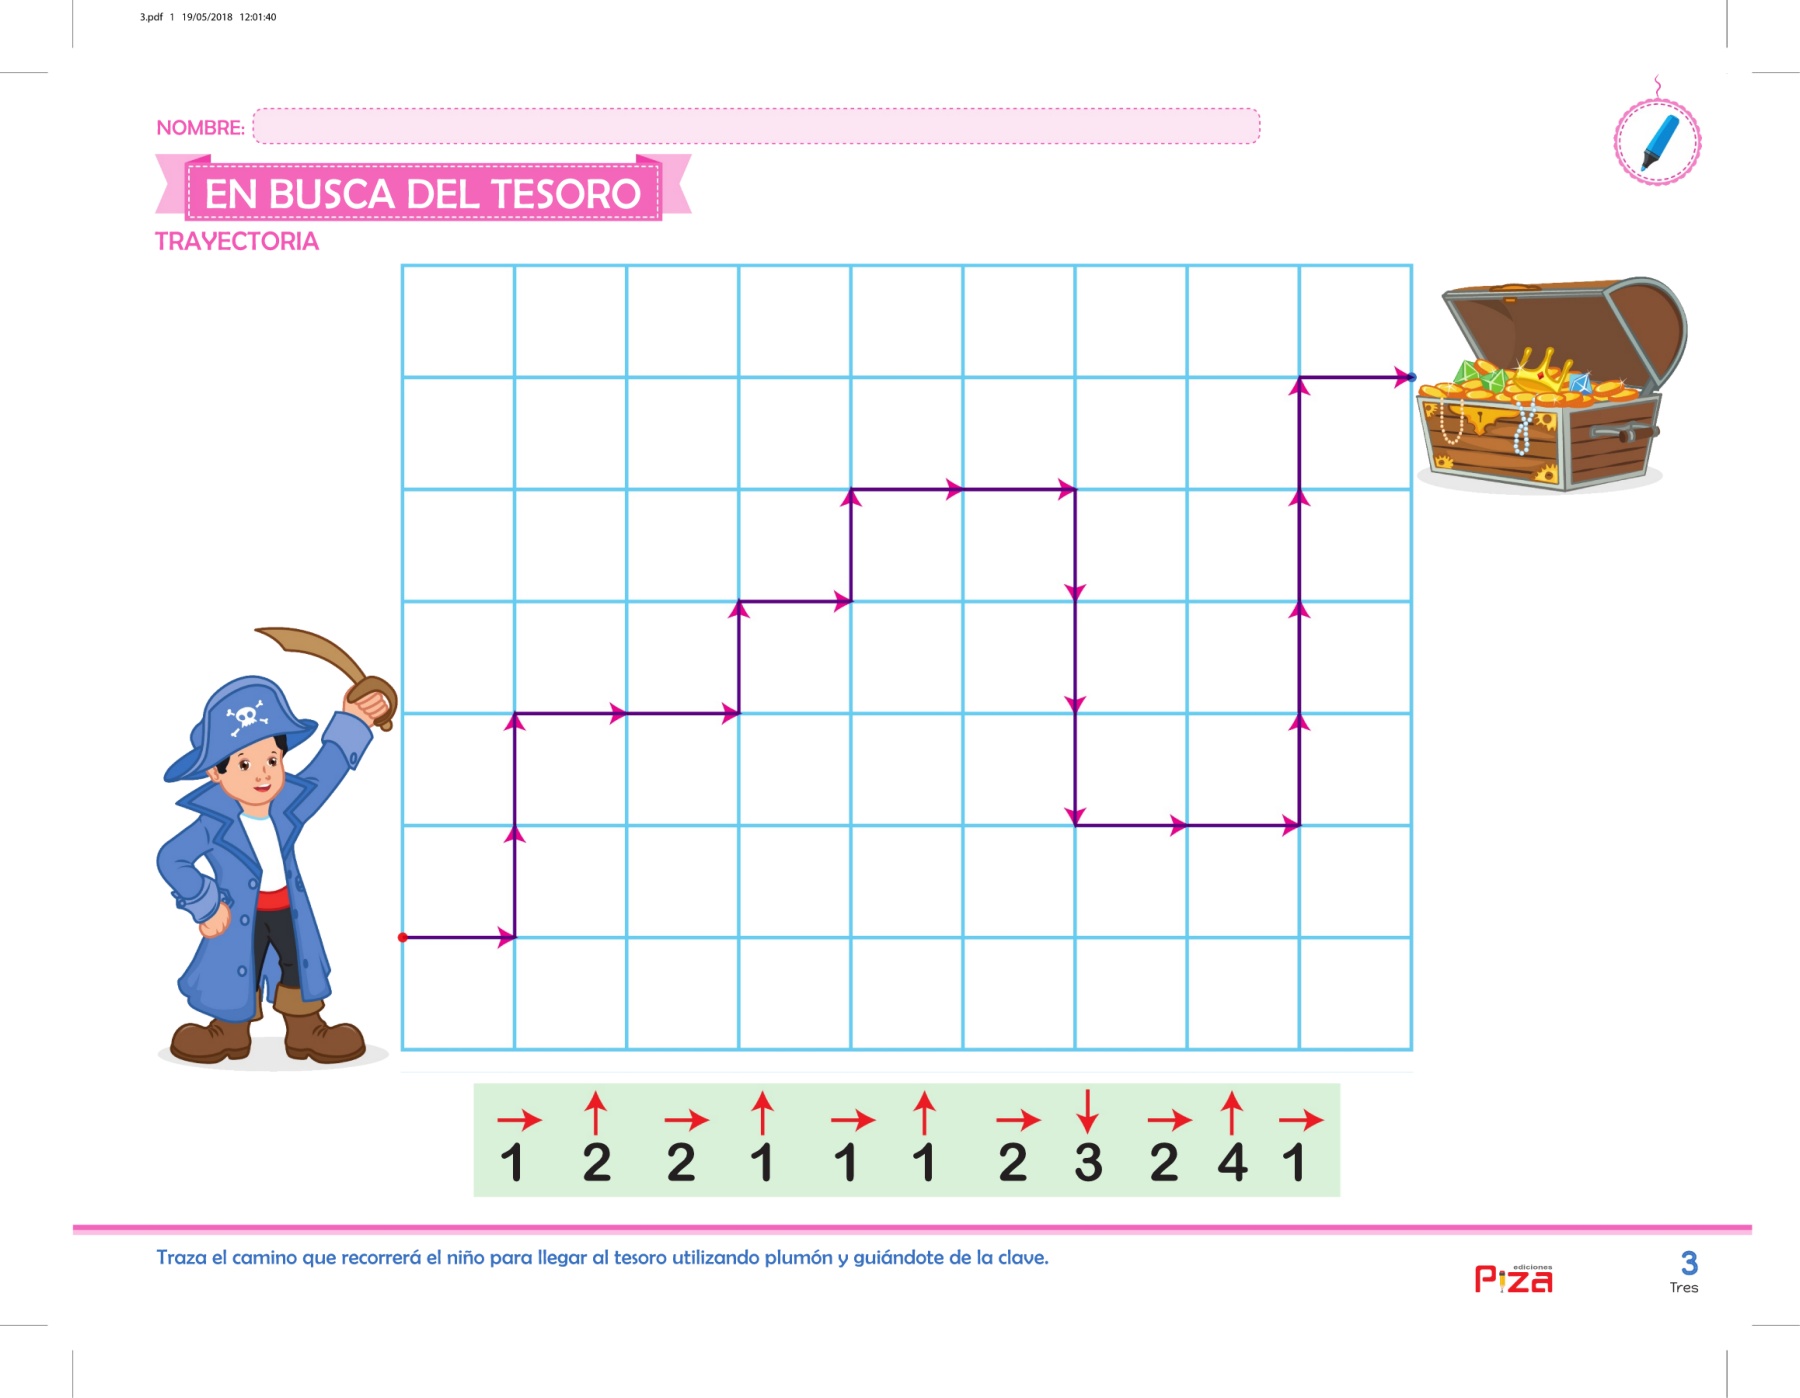 3.pdf 1 19/05/2018 12:01:40
NOMBRE:
EN BUSCA DEL TESORO
TRAYECTORIA
1 2 2 1 1 1 2 3 2 4 1
Traza el camino que recorrerá el niño para llegar al tesoro utilizando plumón y guiándote de la clave.
ediciones
Piza
3
Tres